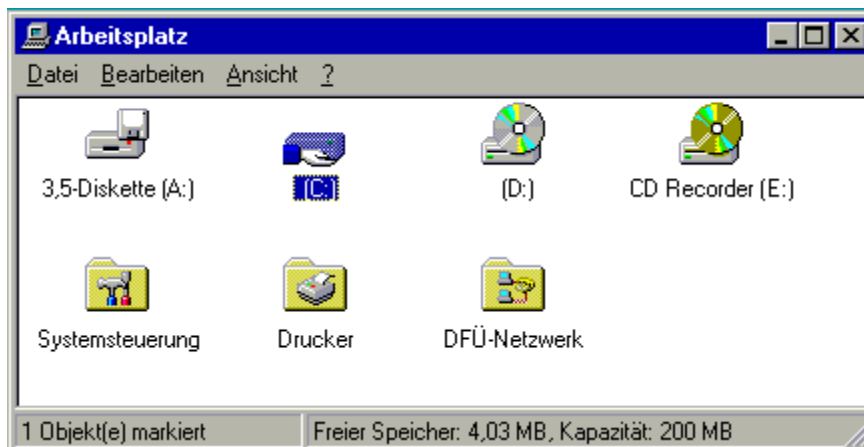 Arbeitsplatz
Datei Bearbeiten Ansicht ?
3,5-Diskette (A:) (C:) (D:) CD Recorder (E:)
Systemsteuerung Drucker DFÜ-Netzwerk
1 Objekt(e) markiert Freier Speicher: 4,03 MB, Kapazität: 200 MB